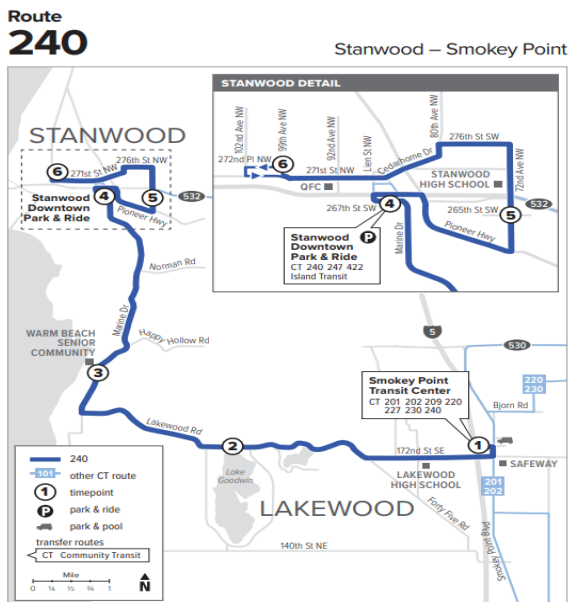 Route
240
Stanwood – Smokey Point
STANWOOD DETAIL
STANWOOD
6
271st St NW
276th St NW
4
5
532
Stanwood
Downtown
Park & Ride
Pioneer Hwy
102nd Ave NW
99th Ave NW
92nd Ave NW
Lien St NW
80th Ave NW
276th St SW
Cedarhome Dr
272nd Pl NW
6
271st St NW
QFC
STANWOOD
HIGH SCHOOL
72nd Ave NW
532
267th St SW
4
265th St SW
5
Pioneer Hwy
Marine Dr
Stanwood
Downtown
Park & Ride
P
CT 240 247 422
Island Transit
Norman Rd
Marine Dr
Happy Hollow Rd
WARM BEACH
SENIOR
COMMUNITY
3
5
530
220
230
Bjorn Rd
Smokey Point
Transit Center
CT 201 202 209 220
227 230 240
Lakewood Rd
2
172nd St SE
1
SAFEWAY
LAKEWOOD
HIGH SCHOOL
201
202
Lake
Goodwin
LAKEWOOD
Forty Five Rd
Smokey Point Blvd
140th St NE
240
101
other CT route
1
timepoint
P
park & ride
park & pool
transfer routes
CT Community Transit
Mile
0 ¼ ½ ¾ 1
N